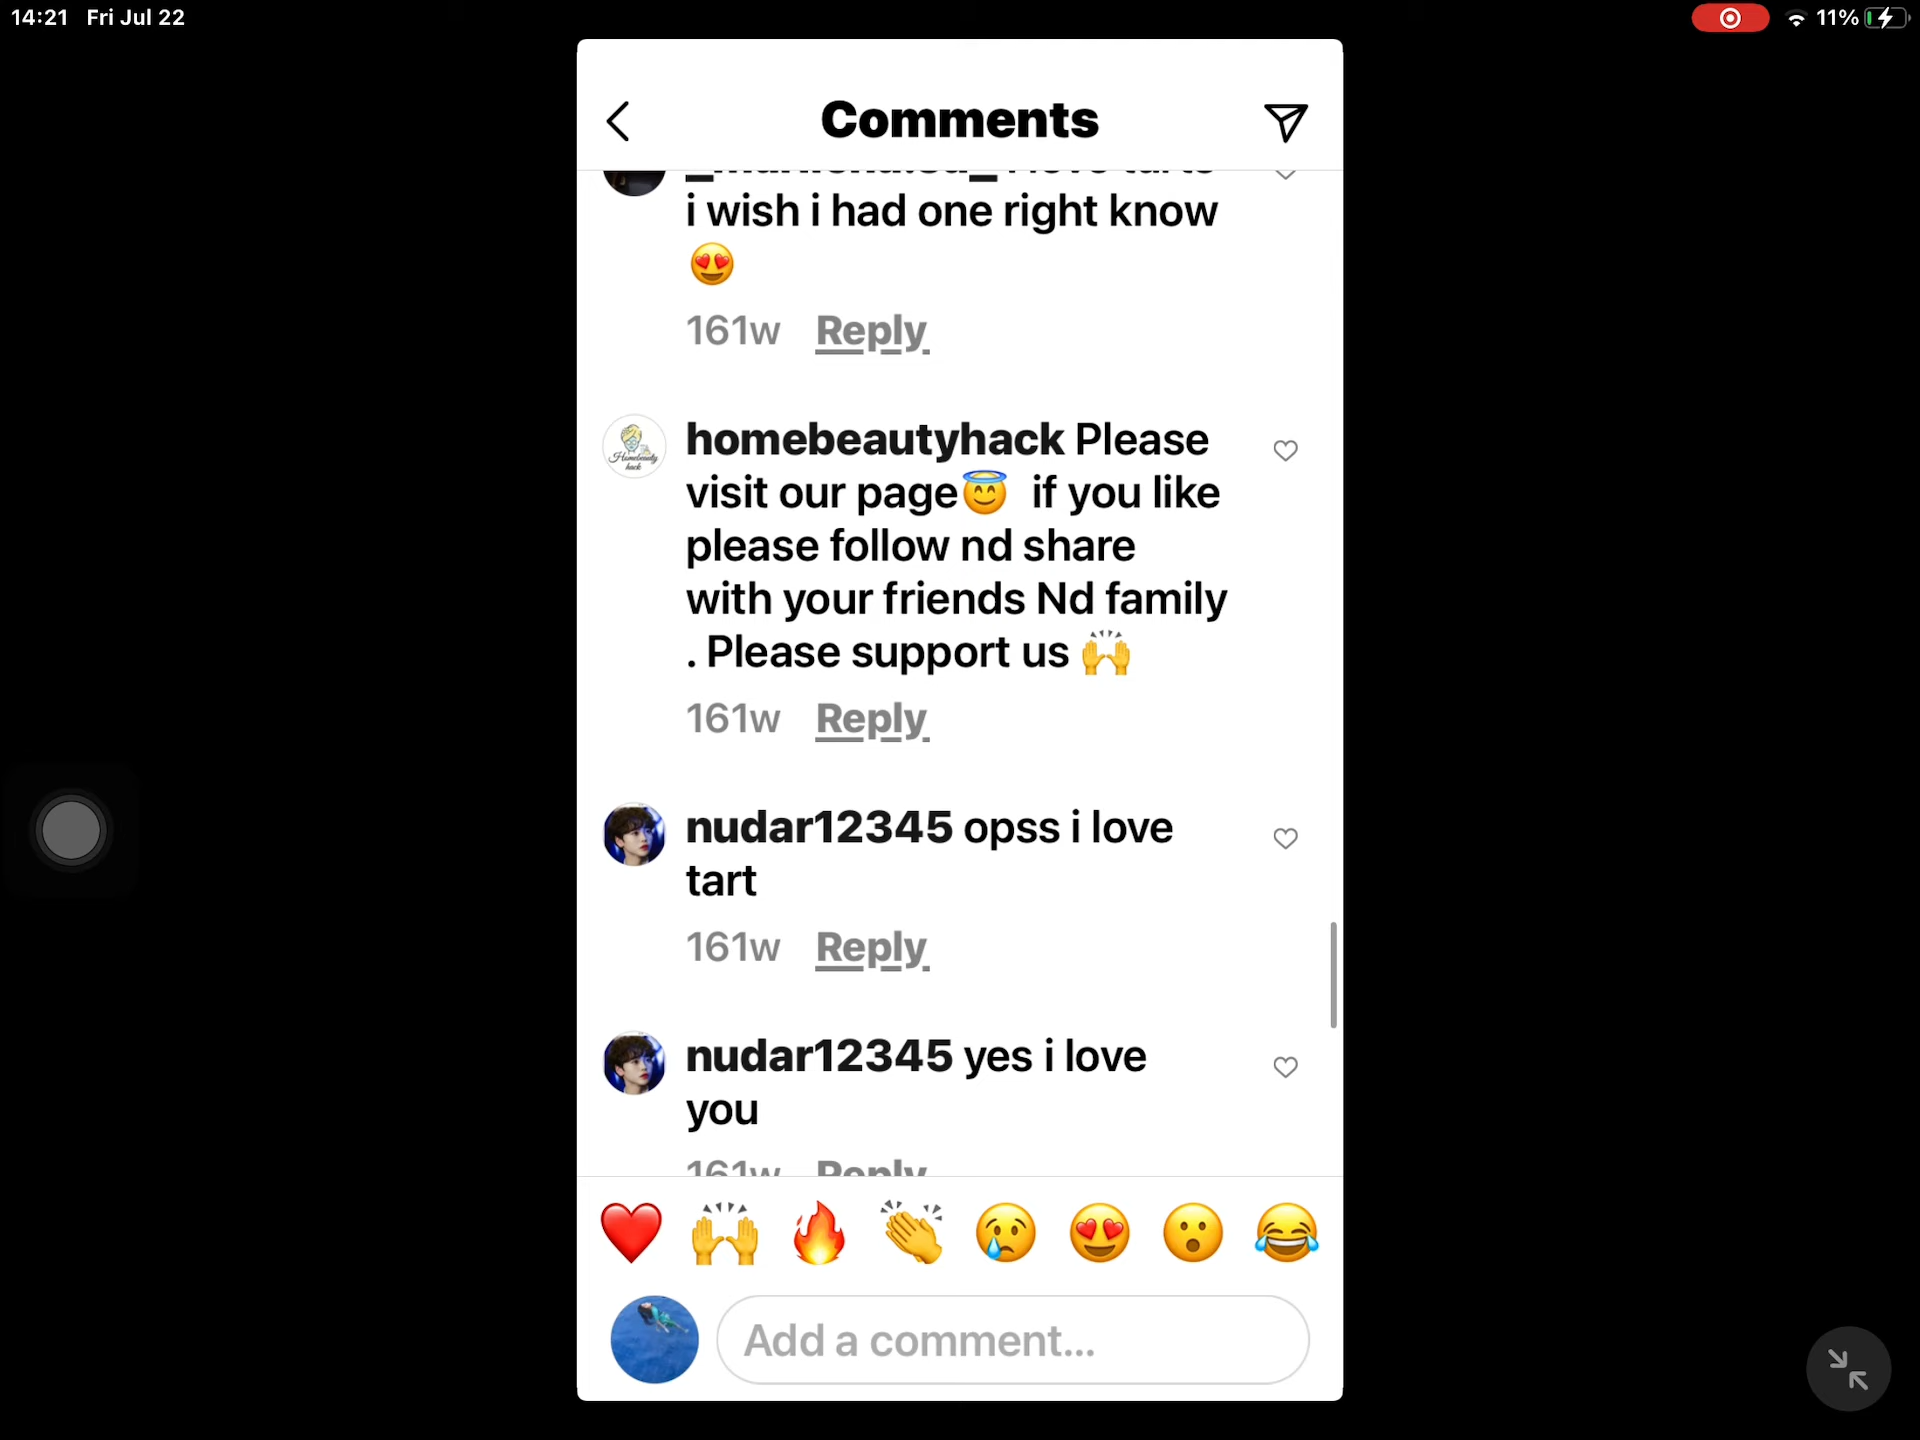 14:21 Fri Jul 22
11%
Comments
i wish i had one right know
😍
161w Reply
homebeautyhack Please
visit our page😇 if you like
please follow nd share
with your friends Nd family
. Please support us 🙌
161w Reply
nudar12345 opss i love
tart
161w Reply
nudar12345 yes i love
you
161w Reply
❤️ 🙌 🔥 👏 😢 😍 😮 😂
Add a comment...